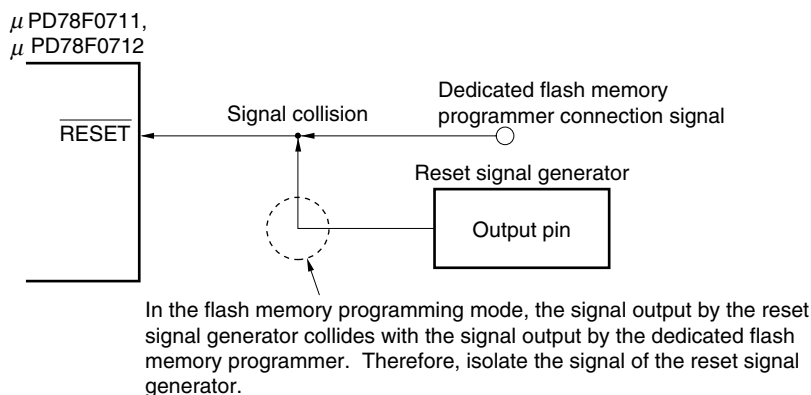 μ PD78F0711,
μ PD78F0712
Dedicated flash memory
programmer connection signal
Signal collision
RESET
Reset signal generator
Output pin
In the flash memory programming mode, the signal output by the reset
signal generator collides with the signal output by the dedicated flash
memory programmer. Therefore, isolate the signal of the reset signal
generator.